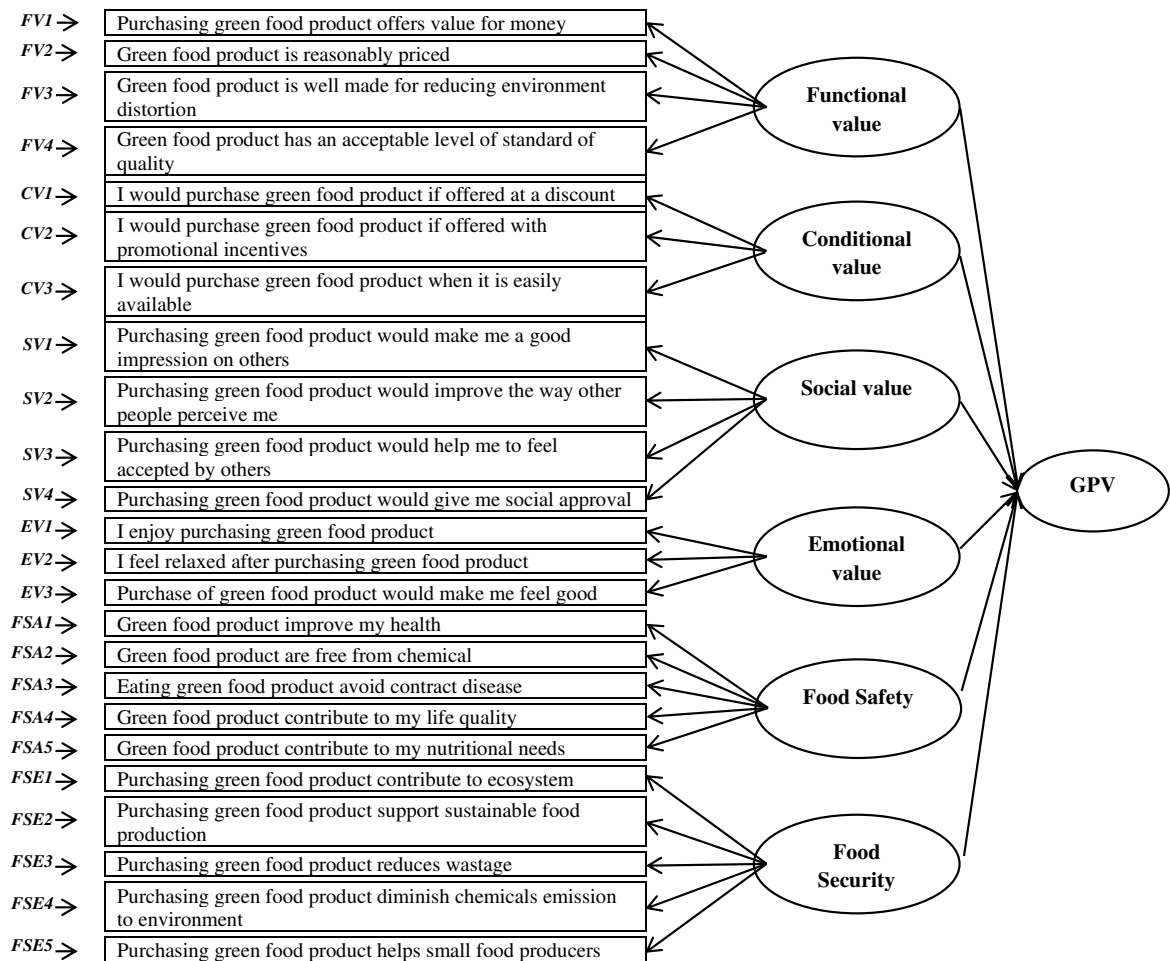 FV1 Purchasing green food product offers value for money
FV2 Green food product is reasonably priced
FV3 Green food product is well made for reducing environment
distortion
FV4 Green food product has an acceptable level of standard of
quality
Functional
value
CV1 I would purchase green food product if offered at a discount
CV2 I would purchase green food product if offered with
promotional incentives
CV3 I would purchase green food product when it is easily
available
Conditional
value
SV1 Purchasing green food product would make me a good
impression on others
SV2 Purchasing green food product would improve the way other
people perceive me
SV3 Purchasing green food product would help me to feel
accepted by others
SV4 Purchasing green food product would give me social approval
Social value
EV1 I enjoy purchasing green food product
EV2 I feel relaxed after purchasing green food product
EV3 Purchase of green food product would make me feel good
Emotional
value
FSA1 Green food product improve my health
FSA2 Green food product are free from chemical
FSA3 Eating green food product avoid contract disease
FSA4 Green food product contribute to my life quality
FSA5 Green food product contribute to my nutritional needs
Food Safety
FSE1 Purchasing green food product contribute to ecosystem
FSE2 Purchasing green food product support sustainable food
production
FSE3 Purchasing green food product reduces wastage
FSE4 Purchasing green food product diminish chemicals emission
to environment
FSE5 Purchasing green food product helps small food producers
Food
Security
GPV